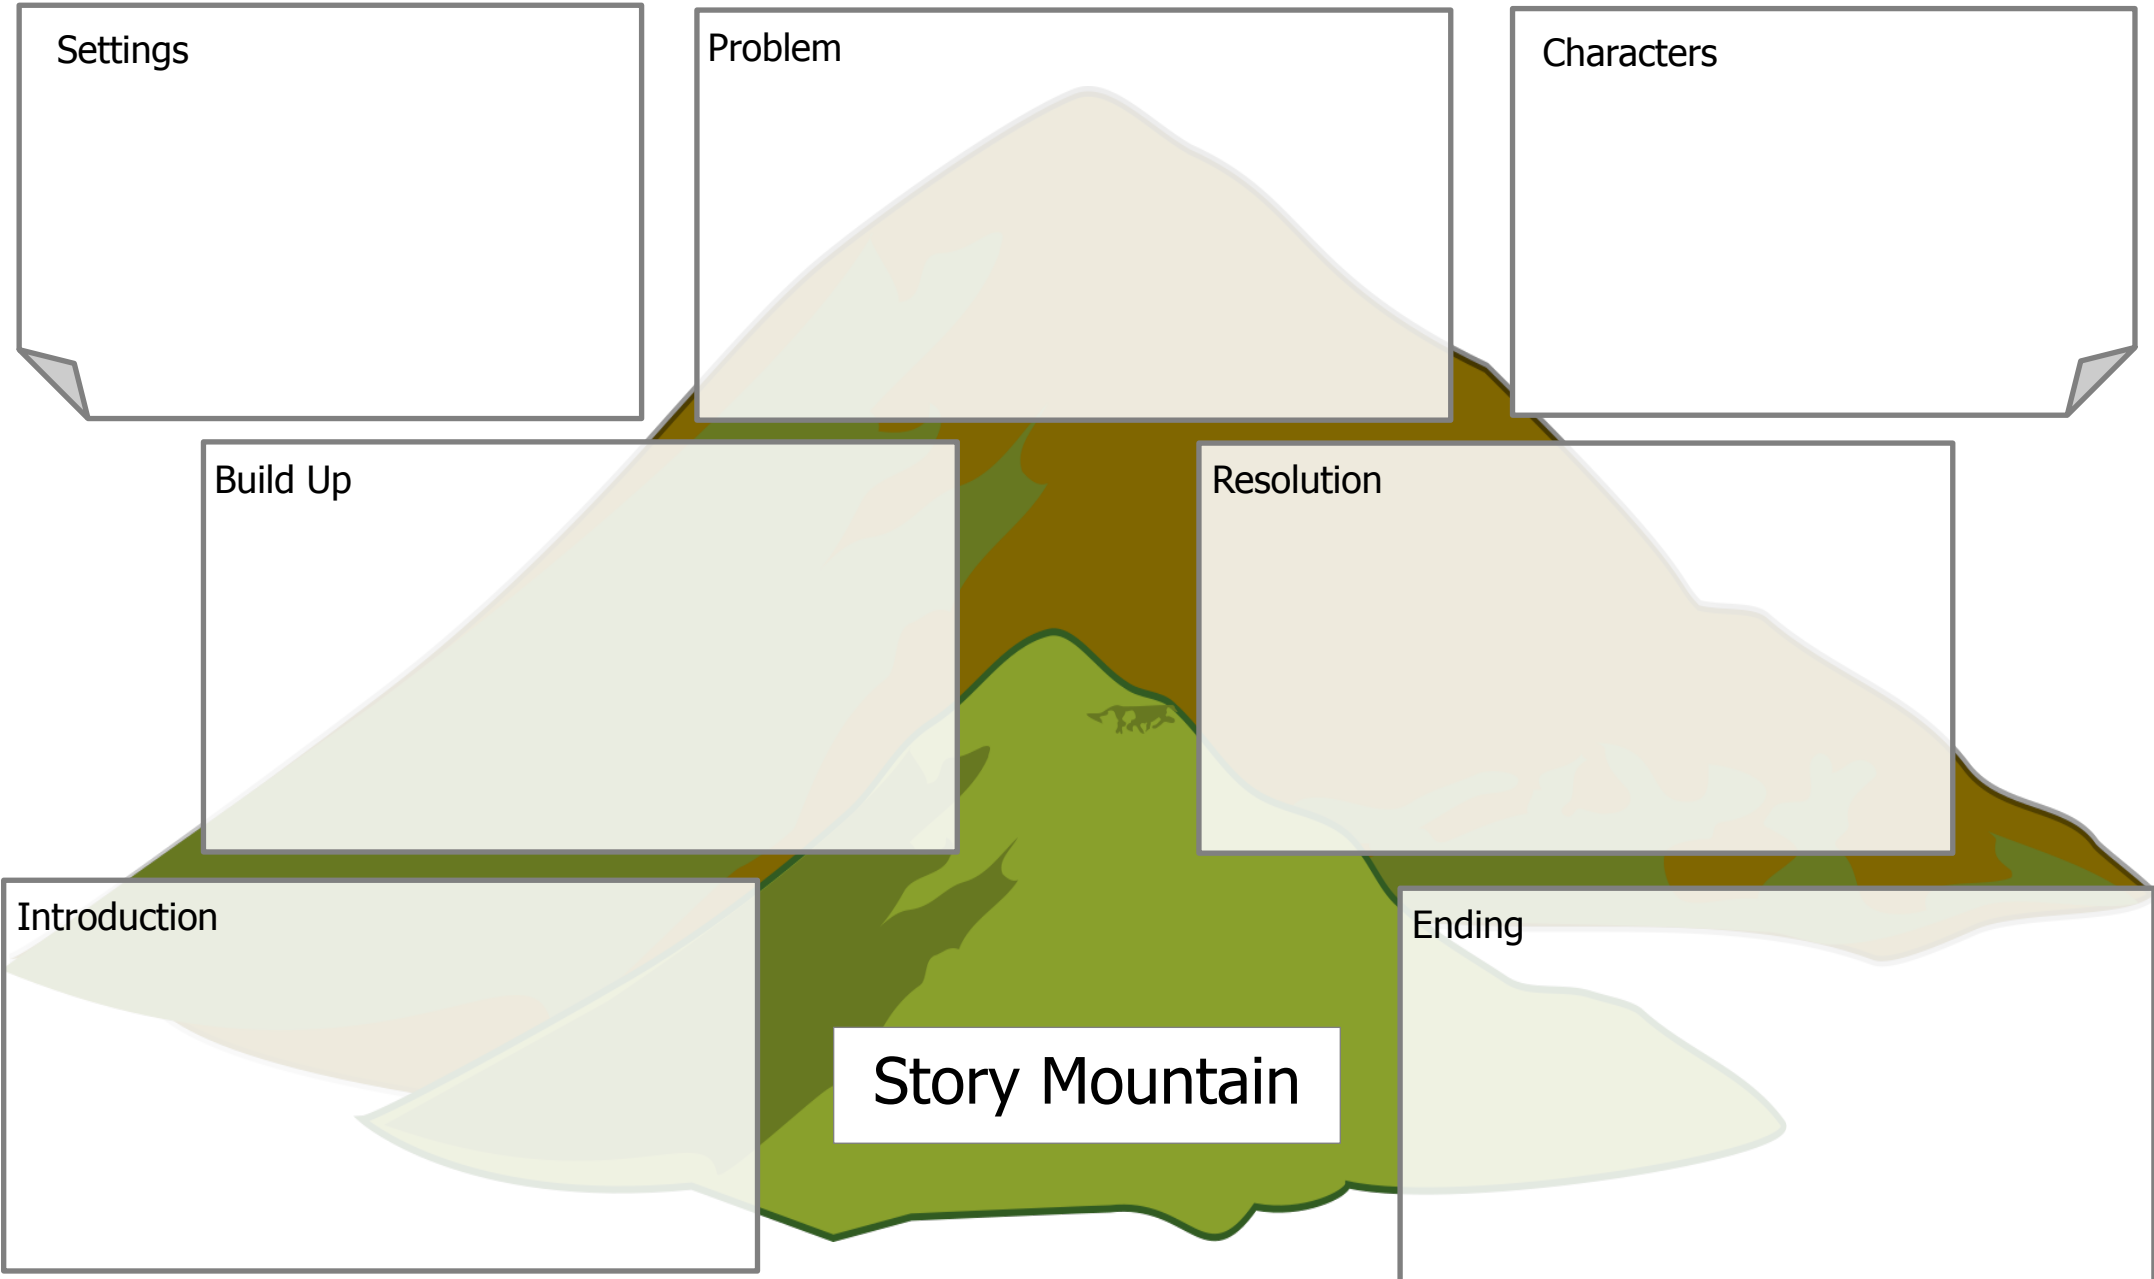 Settings
Problem
Characters
Build Up
Resolution
Introduction
Ending
Story Mountain